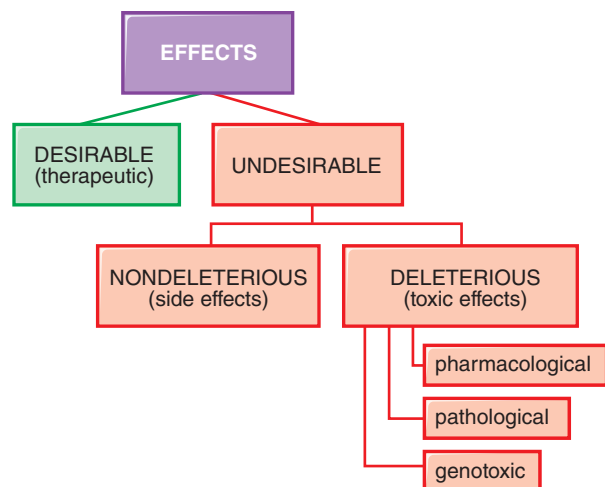 EFFECTS
DESIRABLE
(therapeutic)
UNDESIRABLE
NONDELETERIOUS
(side effects)
DELETERIOUS
(toxic effects)
pharmacological
pathological
genotoxic